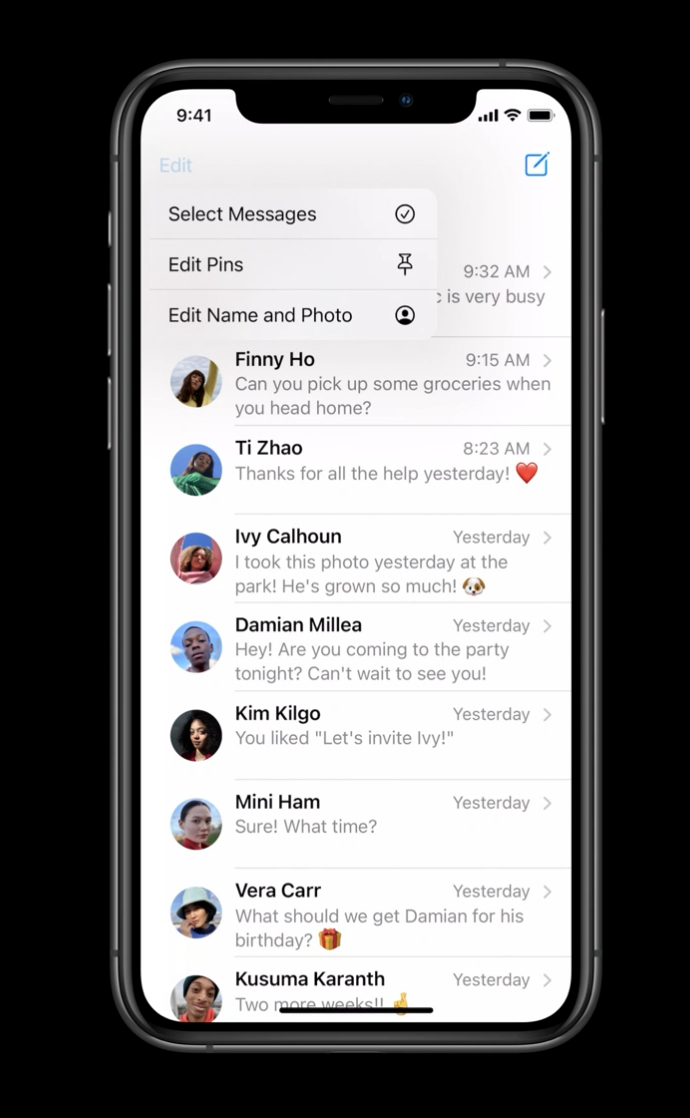 9:41
Edit
Select Messages
Edit Pins
9:32 AM
is very busy
Edit Name and Photo
Finny Ho
9:15 AM
Can you pick up some groceries when
you head home?
Ti Zhao
8:23 AM
Thanks for all the help yesterday! ❤️
Ivy Calhoun
Yesterday
I took this photo yesterday at the
park! He's grown so much! 🐶
Damian Millea
Yesterday
Hey! Are you coming to the party
tonight? Can't wait to see you!
Kim Kilgo
Yesterday
You liked "Let's invite Ivy!"
Mini Ham
Yesterday
Sure! What time?
Vera Carr
Yesterday
What should we get Damian for his
birthday? 🎁
Kusuma Karanth
Yesterday
Two more weeks!! 🤞